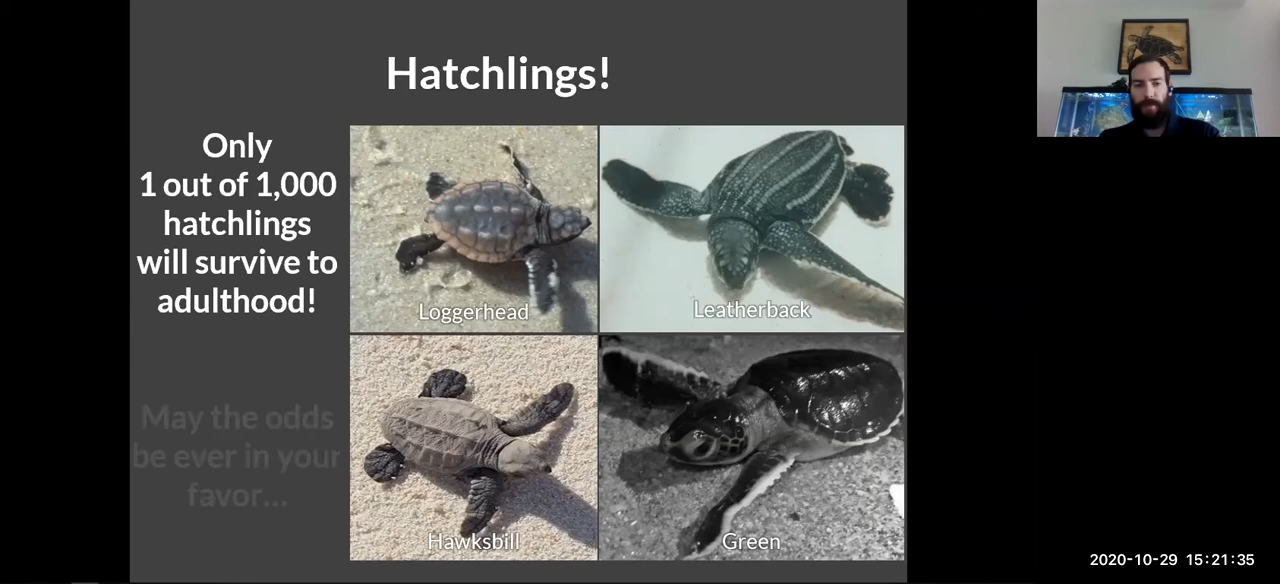 Hatchlings!
Only
1 out of 1,000
hatchlings
will survive to
adulthood!
Loggerhead
Leatherback
May the odds
be ever in your
favor...
Hawksbill
Green
2020-10-29 15:21:35